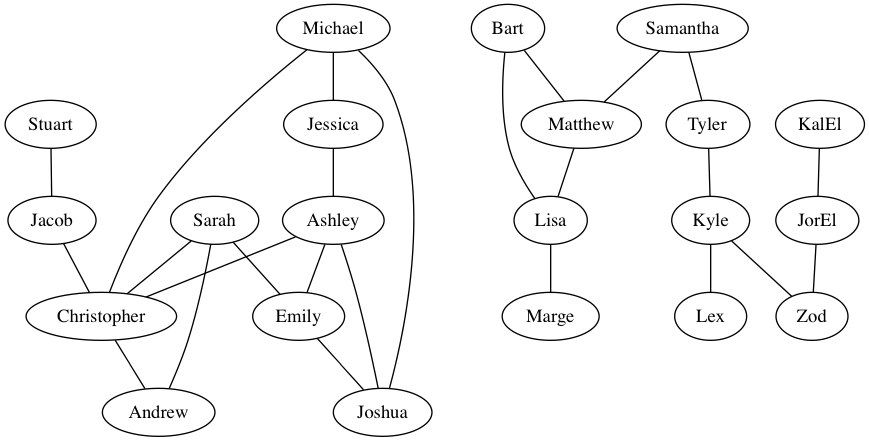 Michael
Bart
Samantha
Stuart
Jessica
Matthew
Tyler
KalEl
Jacob
Sarah
Ashley
Lisa
Kyle
JorEl
Christopher
Emily
Marge
Lex
Zod
Andrew
Joshua